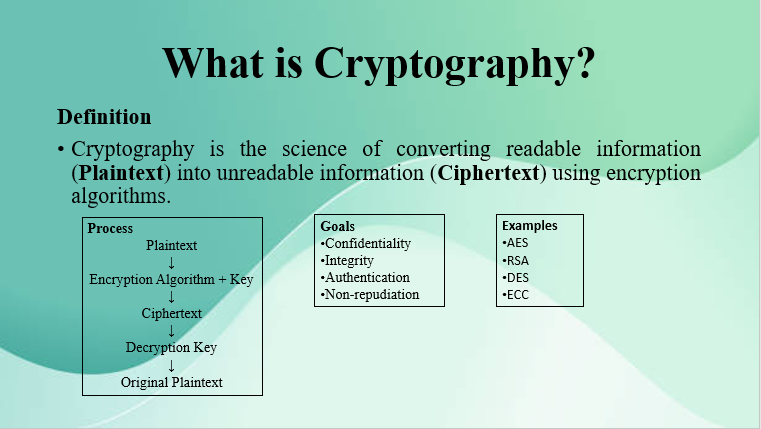 What is Cryptography?
Definition
• Cryptography is the science of converting readable information
(Plaintext) into unreadable information (Ciphertext) using encryption
algorithms.
Process
Plaintext
↓
Encryption Algorithm + Key
↓
Ciphertext
↓
Decryption Key
↓
Original Plaintext
Goals
•Confidentiality
•Integrity
•Authentication
•Non-repudiation
Examples
•AES
•RSA
•DES
•ECC